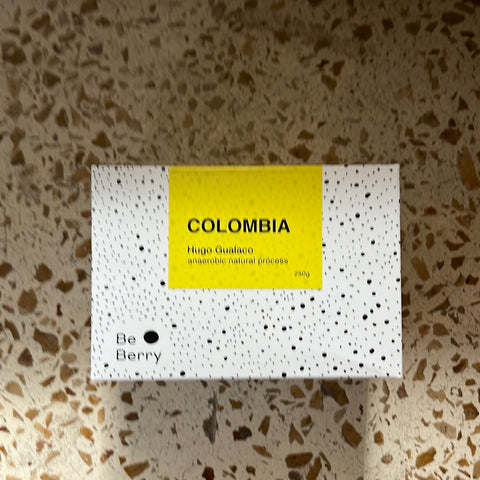 COLOMBIA
Hugo Gualaco
anaerobic natural process
250g
Be
Berry